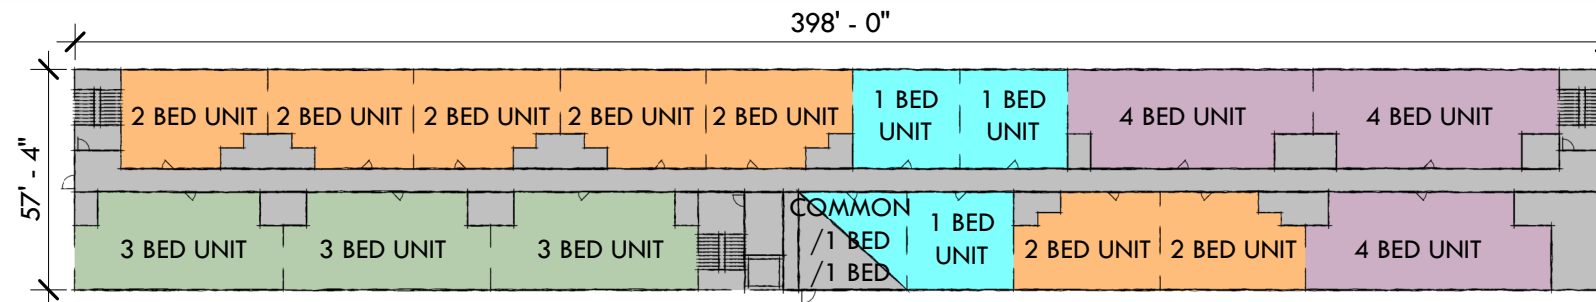 398' - 0"
57' - 4"
2 BED UNIT
2 BED UNIT
2 BED UNIT
2 BED UNIT
2 BED UNIT
1 BED
UNIT
1 BED
UNIT
4 BED UNIT
4 BED UNIT
3 BED UNIT
3 BED UNIT
3 BED UNIT
COMMON
/1 BED
/1 BED
1 BED
UNIT
2 BED UNIT
2 BED UNIT
4 BED UNIT